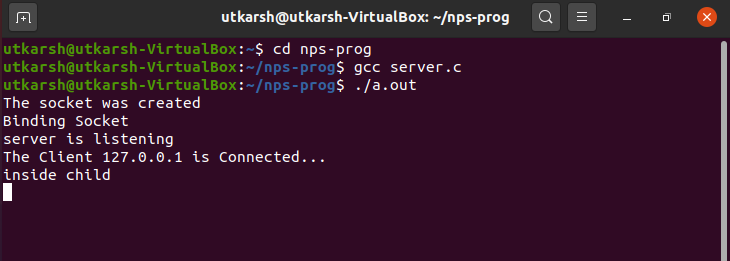 utkarsh@utkarsh-VirtualBox: ~/nps-prog
utkarsh@utkarsh-VirtualBox:~$ cd nps-prog
utkarsh@utkarsh-VirtualBox:~/nps-prog$ gcc server.c
utkarsh@utkarsh-VirtualBox:~/nps-prog$ ./a.out
The socket was created
Binding Socket
server is listening
The Client 127.0.0.1 is Connected...
inside child